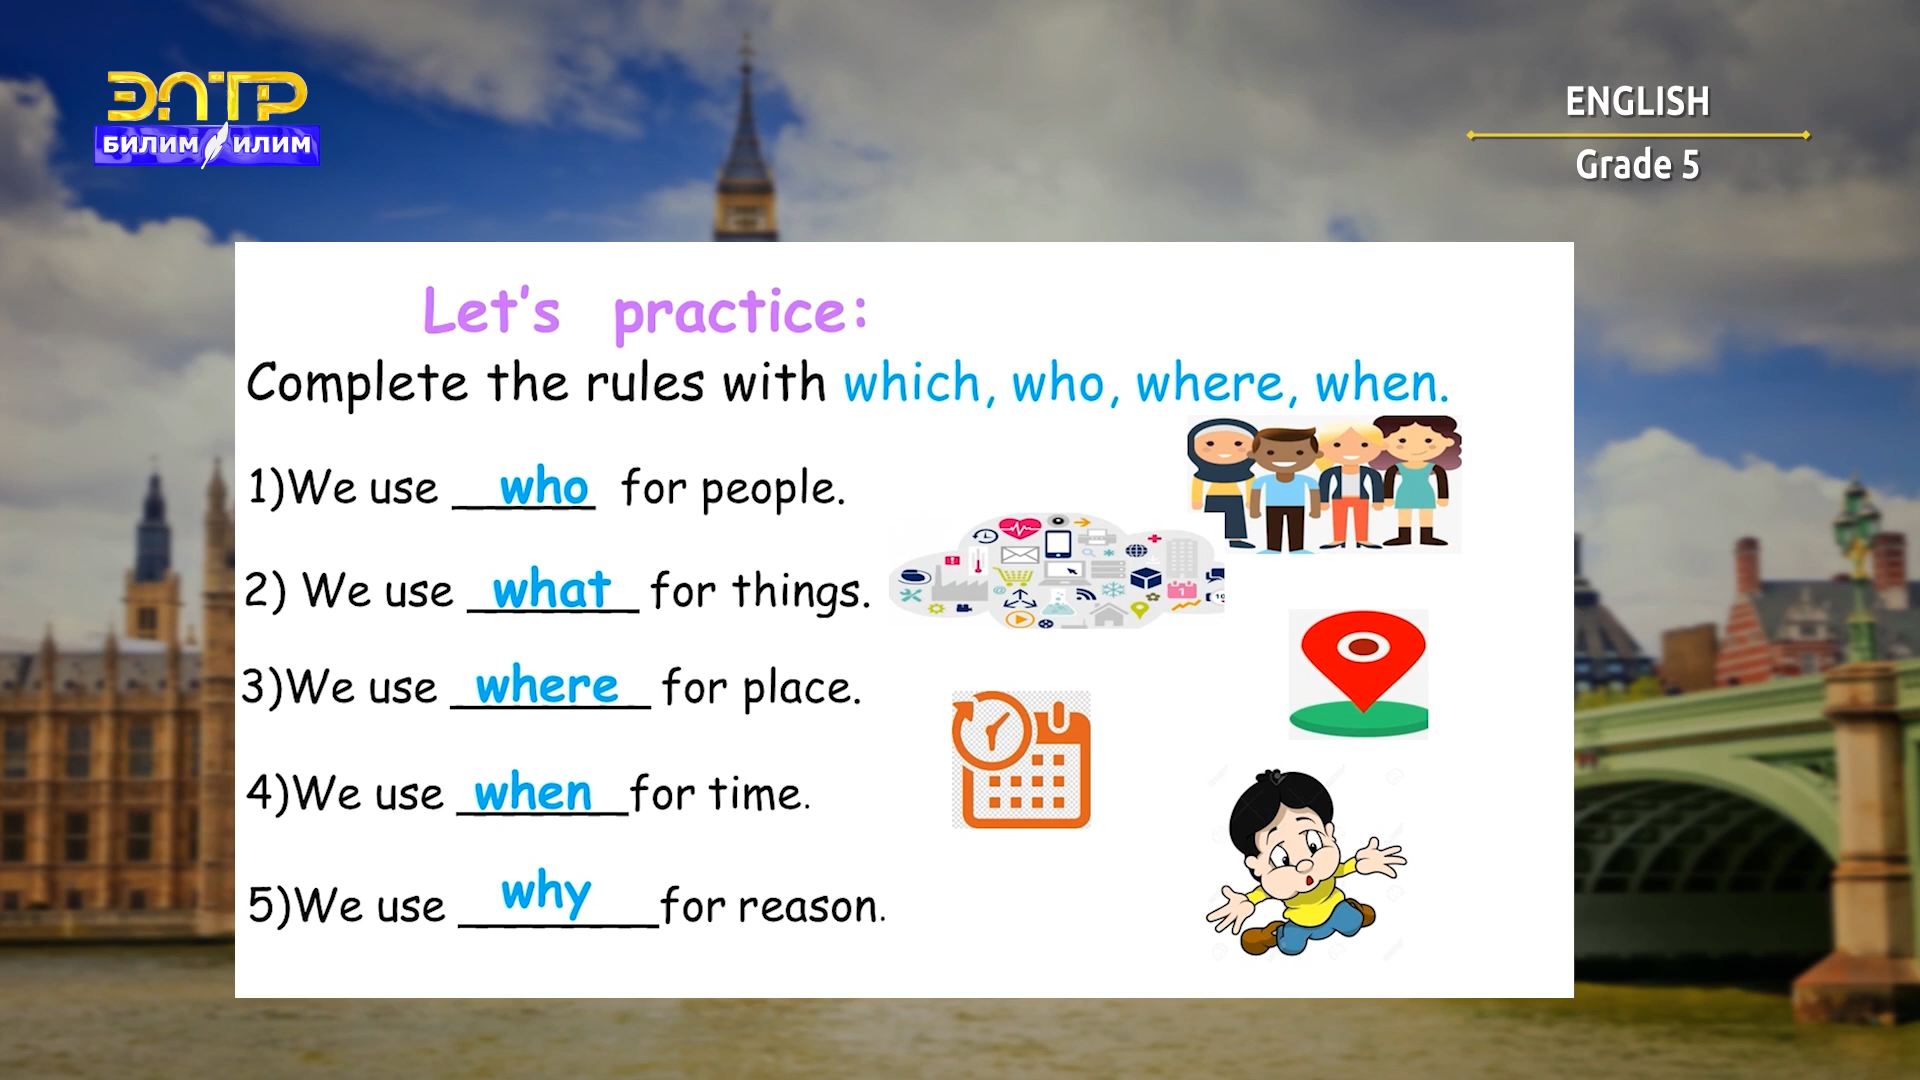 ЭЛТР
БИЛИМ ИЛИМ
ENGLISH
Grade 5
Let's practice:
Complete the rules with which, who, where, when.
1)We use who for people.
2) We use what for things.
3)We use where for place.
4)We use when for time.
5)We use why for reason.